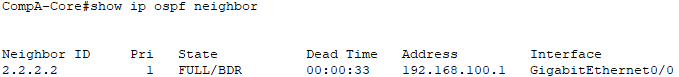 CompA-Core#show ip ospf neighbor
Neighbor ID     Pri   State           Dead Time   Address         Interface
2.2.2.2           1   FULL/BDR        00:00:33    192.168.100.1   GigabitEthernet0/0